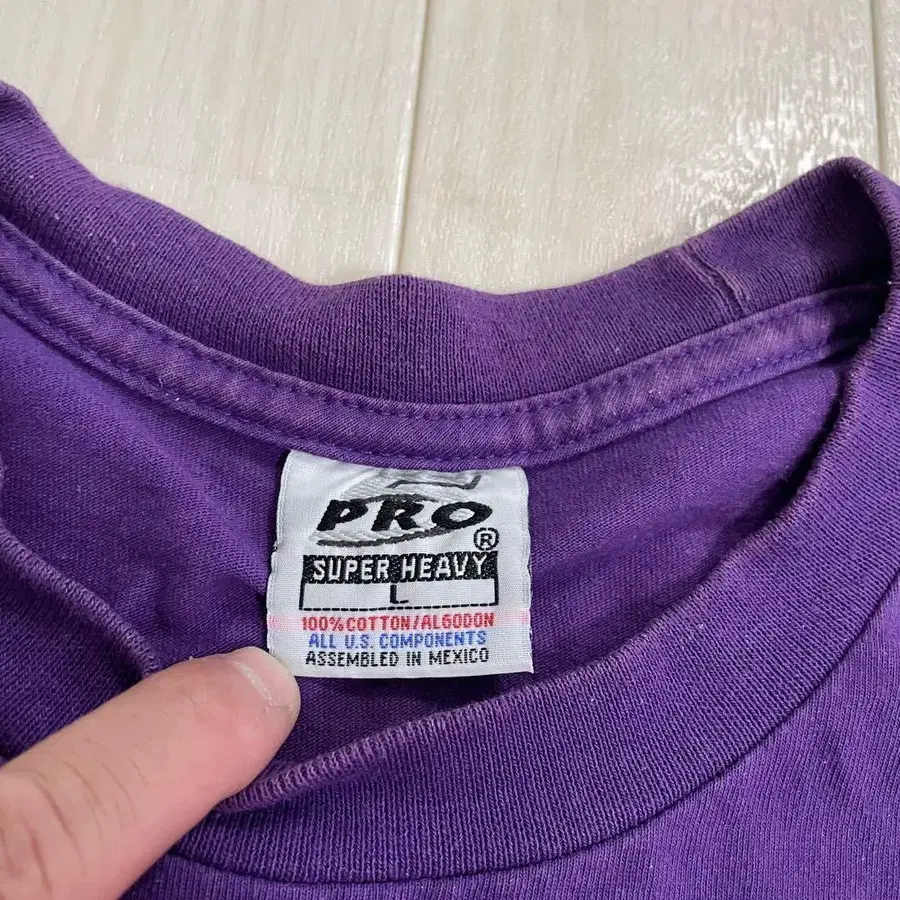 PRO
®
SUPER HEAVY
L
100%COTTON/ALGODON
ALL U.S. COMPONENTS
ASSEMBLED IN MEXICO